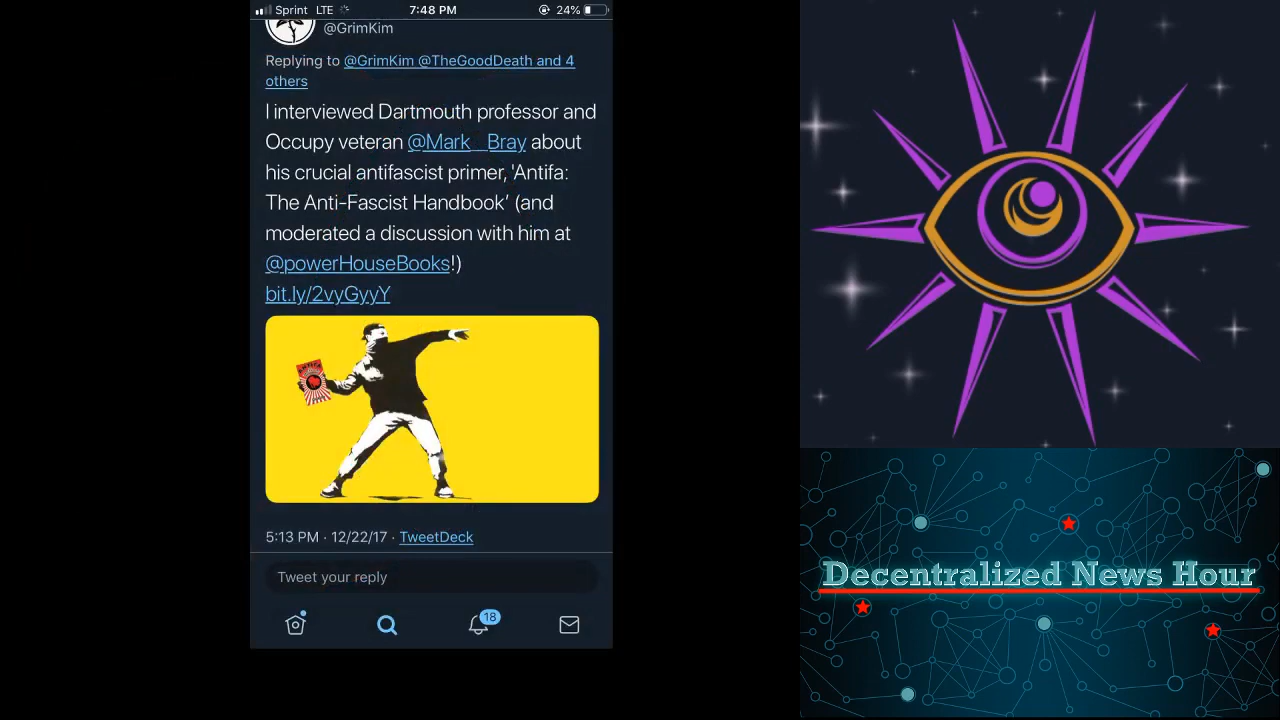 Sprint LTE 7:48 PM 24%
@GrimKim
Replying to @GrimKim @TheGoodDeath and 4
others
I interviewed Dartmouth professor and
Occupy veteran @Mark__Bray about
his crucial antifascist primer, 'Antifa:
The Anti-Fascist Handbook' (and
moderated a discussion with him at
@powerHouseBooks!)
bit.ly/2vyGyyY
ANTIFA
5:13 PM · 12/22/17 · TweetDeck
Tweet your reply
18
Decentralized News Hour